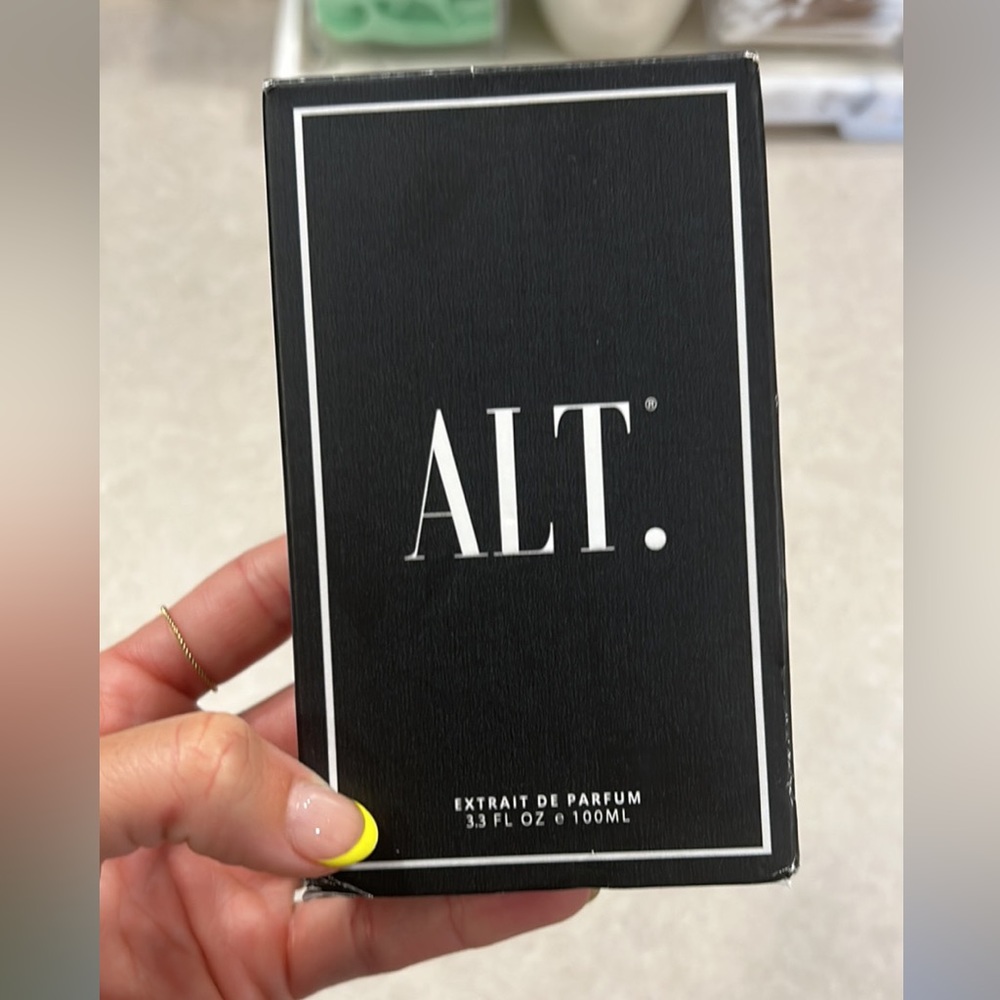 ALT.®
EXTRAIT DE PARFUM
3.3 FL OZ ℮ 100ML